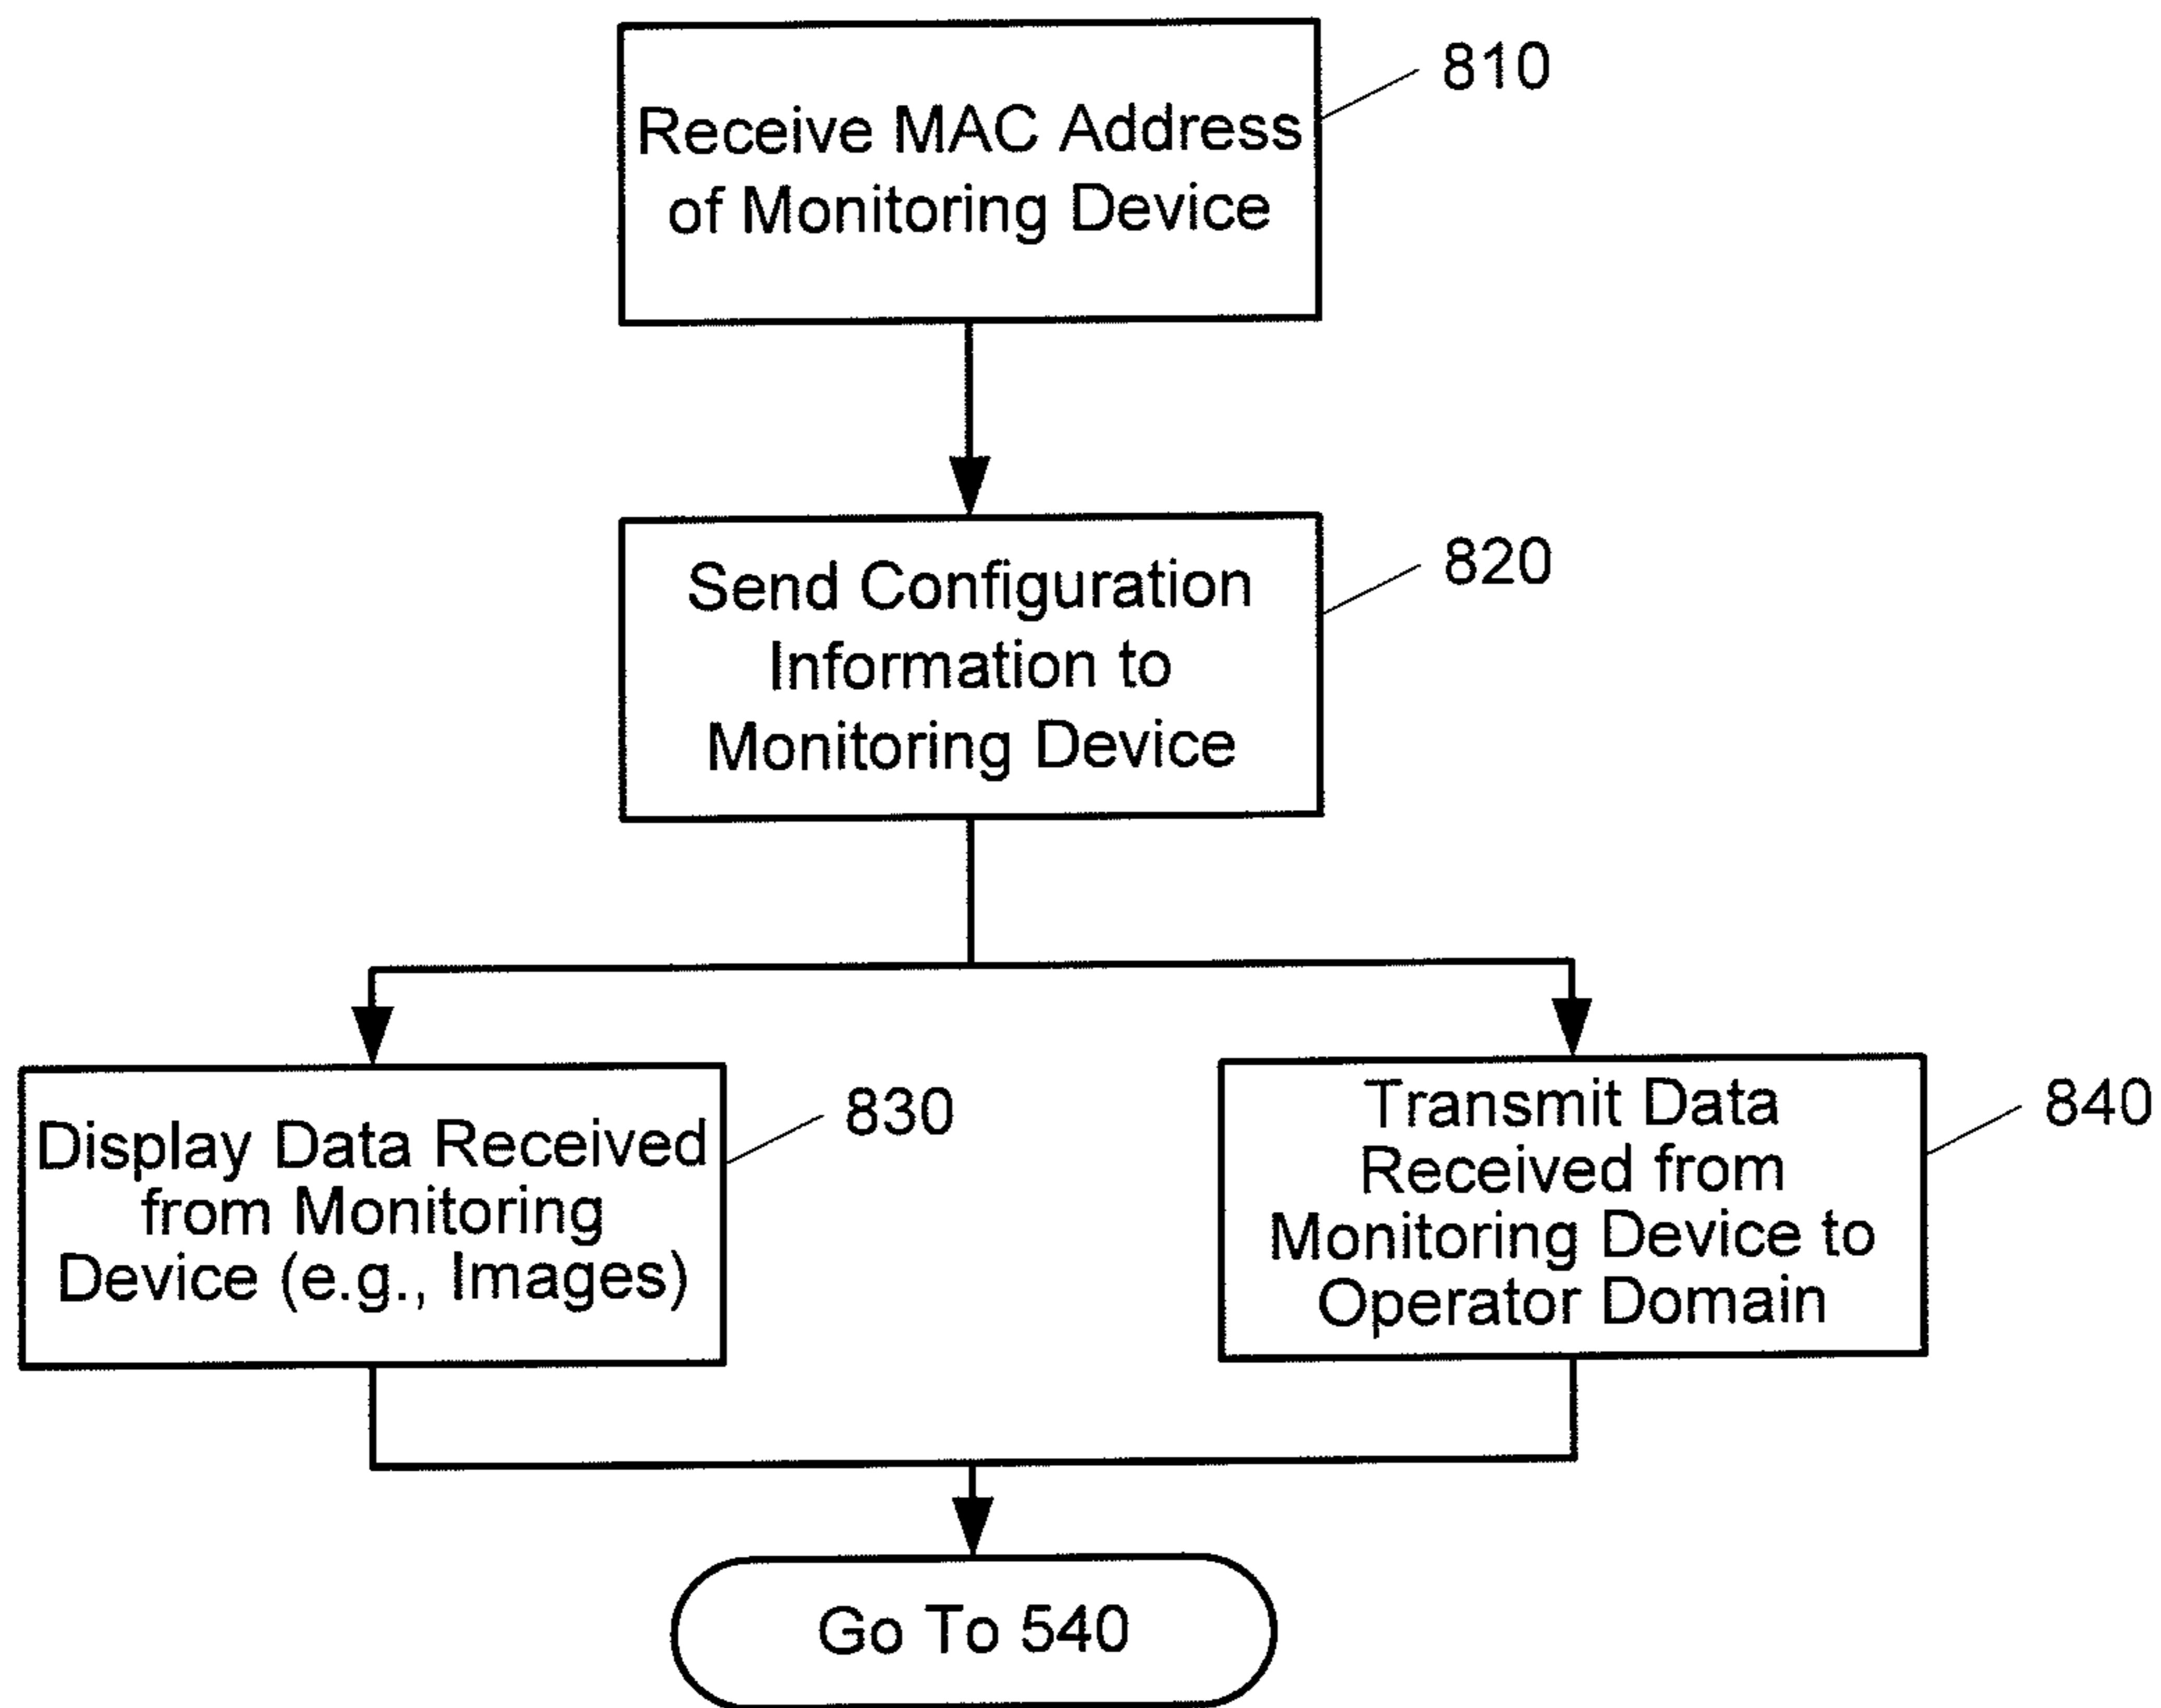 Receive MAC Address
of Monitoring Device
810
Send Configuration
Information to
Monitoring Device
820
Display Data Received
from Monitoring
Device (e.g., Images)
830
Transmit Data
Received from
Monitoring Device to
Operator Domain
840
Go To 540